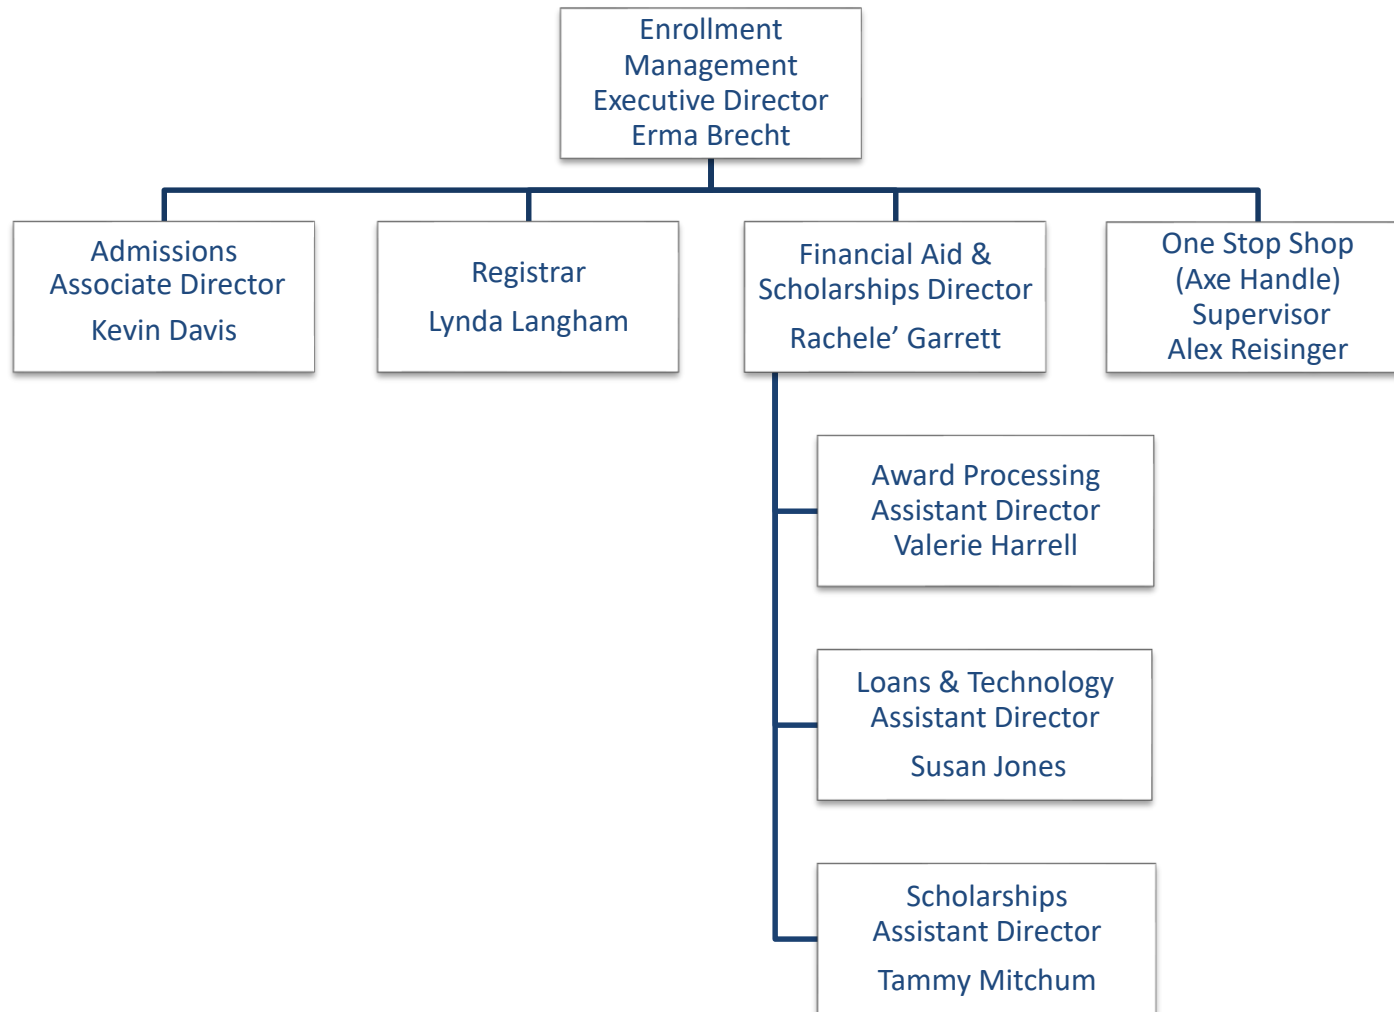 Enrollment
Management
Executive Director
Erma Brecht
Admissions
Associate Director
Kevin Davis
Registrar
Lynda Langham
Financial Aid &
Scholarships Director
Rachele’ Garrett
One Stop Shop
(Axe Handle)
Supervisor
Alex Reisinger
Award Processing
Assistant Director
Valerie Harrell
Loans & Technology
Assistant Director
Susan Jones
Scholarships
Assistant Director
Tammy Mitchum